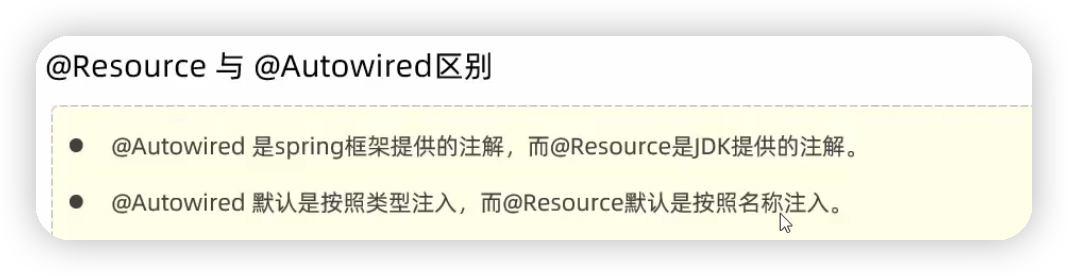 @Resource 与 @Autowired区别
● @Autowired 是spring框架提供的注解，而@Resource是JDK提供的注解。
● @Autowired 默认是按照类型注入，而@Resource默认是按照名称注入。